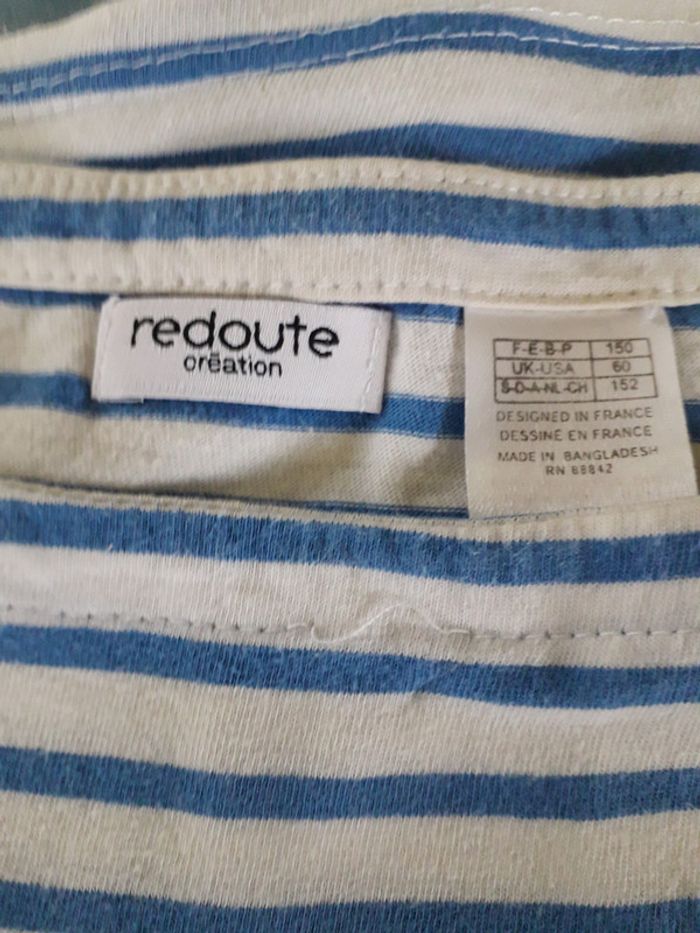 redoute
création
F-E-B-P 150
UK-USA 60
S-D-A-NL-CH 152
DESIGNED IN FRANCE
DESSINÉ EN FRANCE
MADE IN BANGLADESH
RN 88842